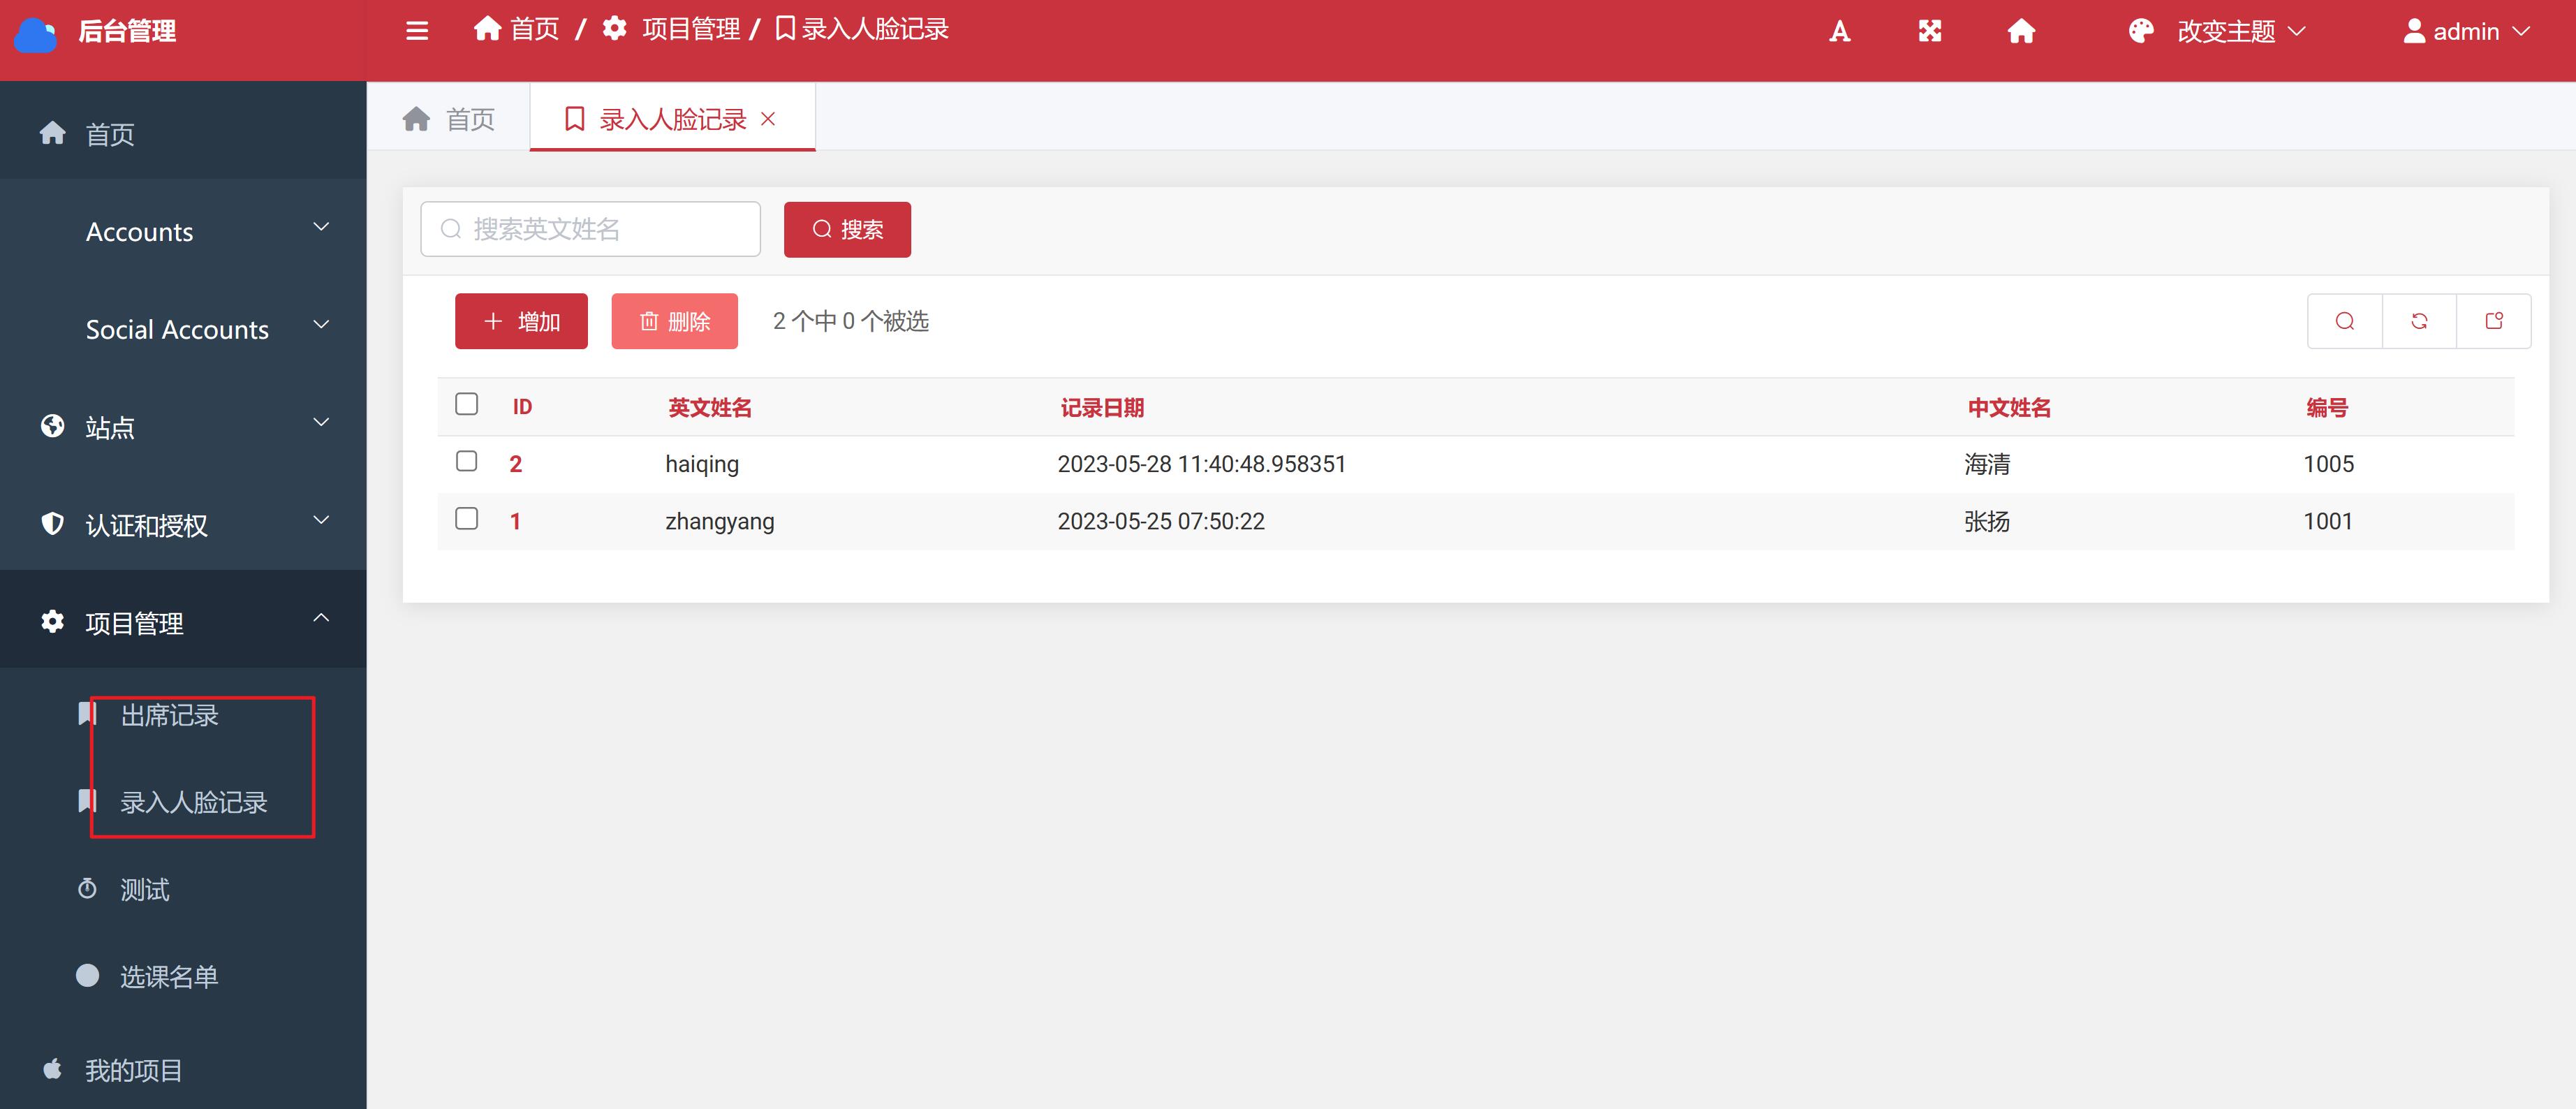 后台管理
首页 / 项目管理 / 录入人脸记录
改变主题
admin
首页
Accounts
Social Accounts
站点
认证和授权
项目管理
出席记录
录入人脸记录
测试
选课名单
我的项目
首页
录入人脸记录
搜索英文姓名
搜索
增加
删除
2 个中 0 个被选
ID 英文姓名 记录日期 中文姓名 编号
2 haiqing 2023-05-28 11:40:48.958351 海清 1005
1 zhangyang 2023-05-25 07:50:22 张扬 1001